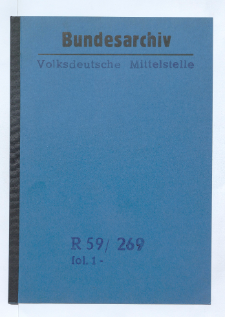 Bundesarchiv
Volksdeutsche Mittelstelle
R 59/ 269
fol. 1-